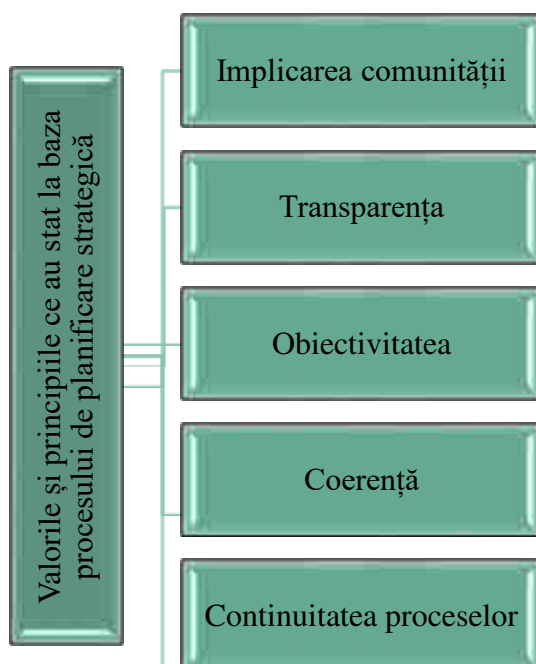 Valorile și principiile ce au stat la baza
procesului de planificare strategică
Implicarea comunității
Transparența
Obiectivitatea
Coerență
Continuitatea proceselor